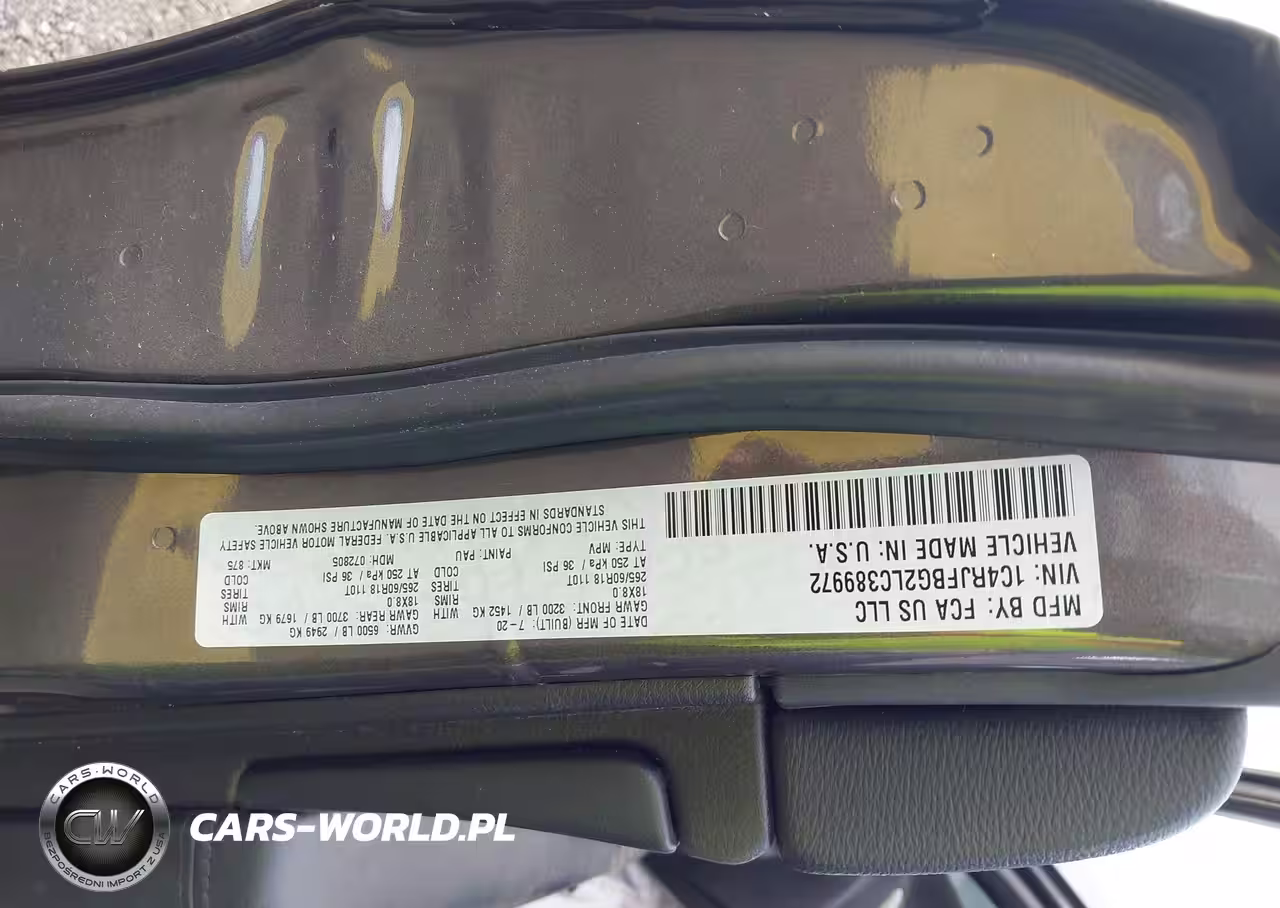 MFD BY: FCA US LLC
VIN: 1C4RJFBG2LC389972
VEHICLE MADE IN: U.S.A.
DATE OF MFR (BUILT): 7-20
GVWR: 6500 LB / 2949 KG
GAWR FRONT: 3200 LB / 1452 KG WITH
GAWR REAR: 3700 LB / 1679 KG WITH
18X8.0 RIMS
18X8.0 RIMS
265/60R18 110T TIRES
265/60R18 110T TIRES
AT 250 kPa / 36 PSI COLD
AT 250 kPa / 36 PSI COLD
TYPE: MPV PAINT: PAU MDH: 072805 MKT: 875
THIS VEHICLE CONFORMS TO ALL APPLICABLE U.S.A. FEDERAL MOTOR VEHICLE SAFETY
STANDARDS IN EFFECT ON THE DATE OF MANUFACTURE SHOWN ABOVE.
CARS-WORLD
CW
BEZPOŚREDNI IMPORT Z USA
CARS-WORLD.PL